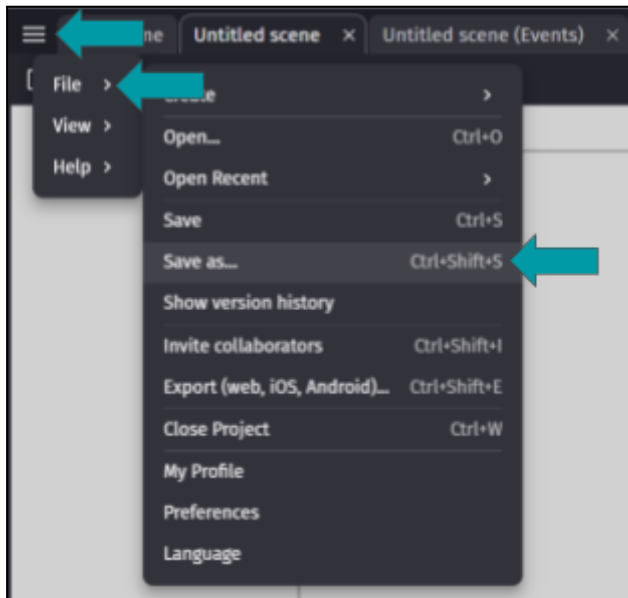 me Untitled scene × Untitled scene (Events) ×
File >
View >
Help >
Create >
Open... Ctrl+O
Open Recent >
Save Ctrl+S
Save as... Ctrl+Shift+S
Show version history
Invite collaborators Ctrl+Shift+I
Export (web, iOS, Android)... Ctrl+Shift+E
Close Project Ctrl+W
My Profile
Preferences
Language